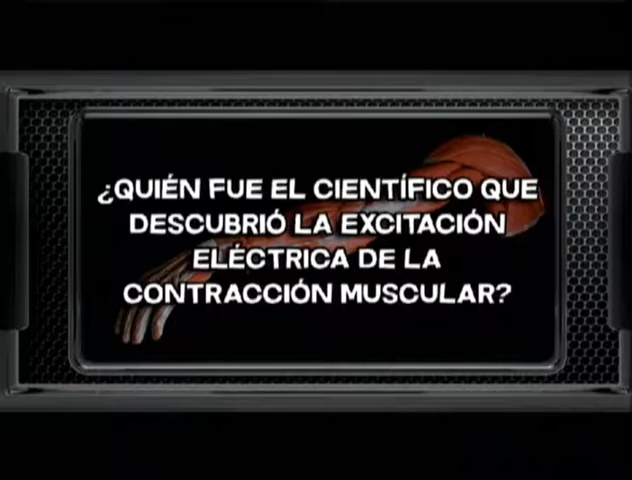 ¿QUIÉN FUE EL CIENTÍFICO QUE
DESCUBRIÓ LA EXCITACIÓN
ELÉCTRICA DE LA
CONTRACCIÓN MUSCULAR?